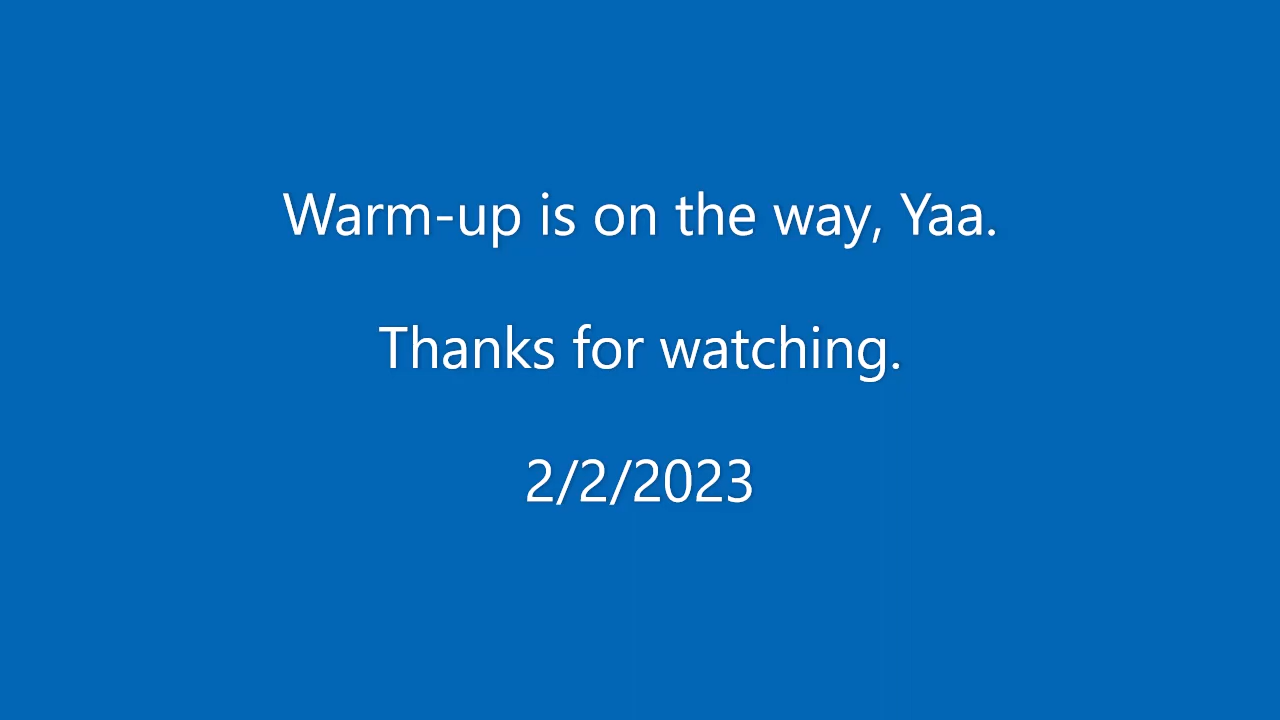 Warm-up is on the way, Yaa.
Thanks for watching.
2/2/2023